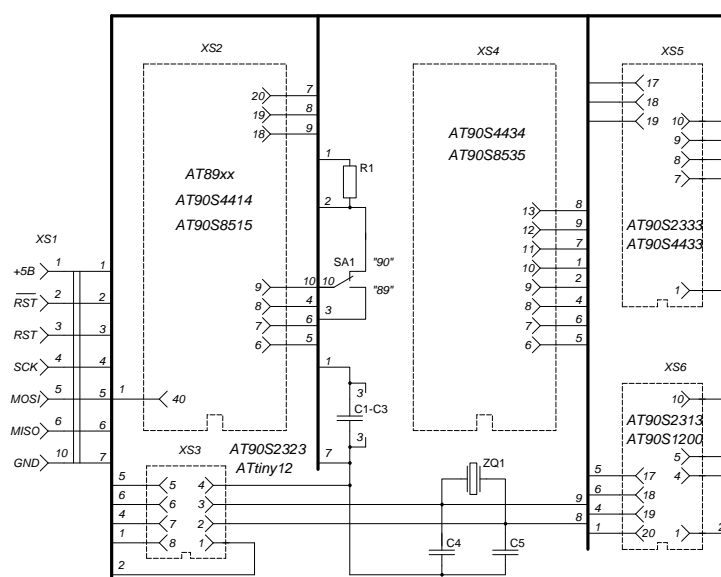 XS2
XS4
XS5
20 7
19 8
18 9
AT89xx
AT90S4414
AT90S8515
9 10
8 4
7 6
6 5
1 40
1
R1
2
10 SA1 "90"
"89"
3
1
3
C1-C3
3
7
AT90S4434
AT90S8535
13 8
12 9
11 7
10 1
9 2
8 4
7 6
6 5
17
18
19
10
9
8
7
AT90S2333
AT90S4433
1
XS1
+5B 1 1
RST 2 2
RST 3 3
SCK 4 4
MOSI 5 5
MISO 6 6
GND 10 7
XS3
AT90S2323
ATtiny12
5 5 4
6 6 3
4 7 2
1 8 1
2
ZQ1
C4
C5
9
8
XS6
10
AT90S2313
AT90S1200
5
4
5 17
6 18
4 19
1 20
1 2